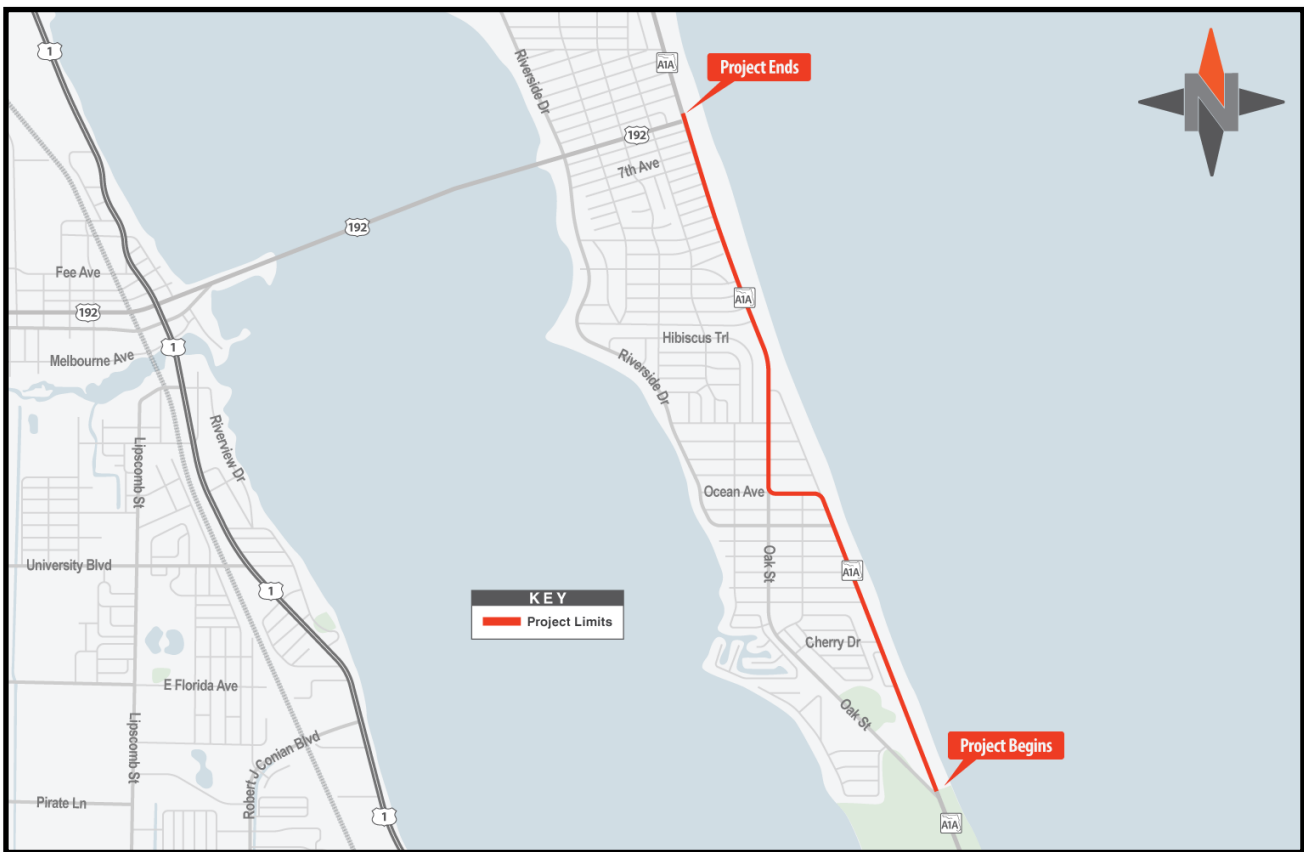 1
Riverside Dr
A1A
Project Ends
N
192
7th Ave
192
Fee Ave
A1A
192
Hibiscus Trl
1
Melbourne Ave
Riverside Dr
Riverview Dr
Lipscomb St
Ocean Ave
University Blvd
Oak St
A1A
1
KEY
Project Limits
Cherry Dr
E Florida Ave
Oak St
Lipscomb St
Robert J Conian Blvd
Project Begins
Pirate Ln
1
A1A